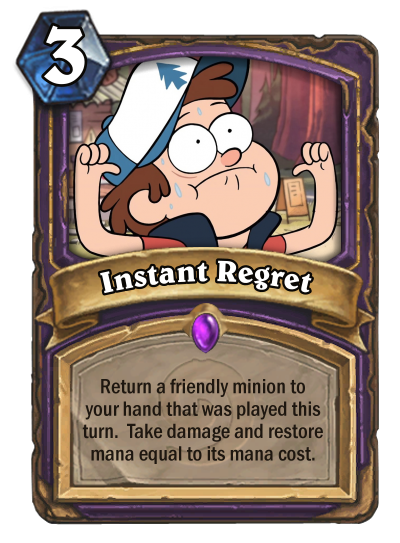 3
Instant Regret
Return a friendly minion to
your hand that was played this
turn.  Take damage and restore
mana equal to its mana cost.